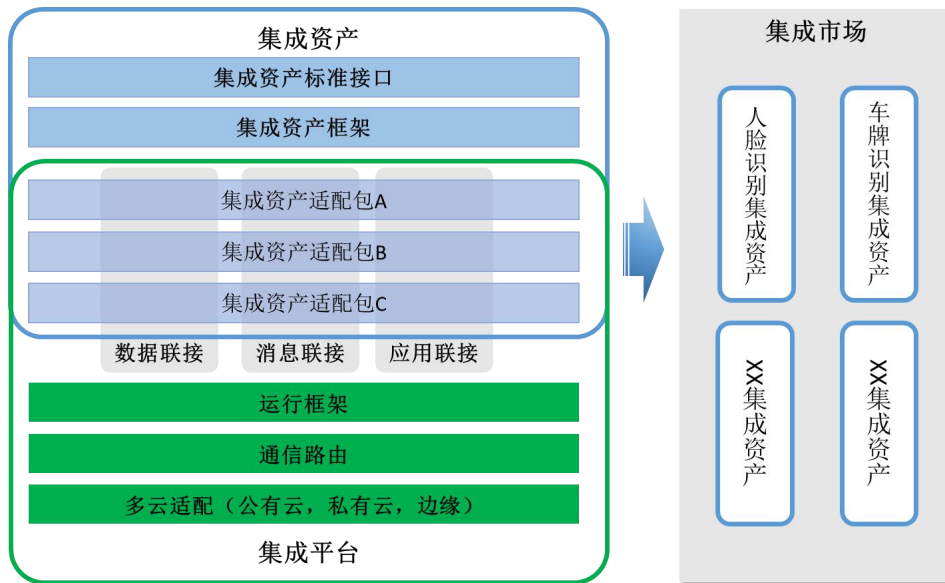 集成资产
集成资产标准接口
集成资产框架
集成资产适配包A
集成资产适配包B
集成资产适配包C
数据联接
消息联接
应用联接
运行框架
通信路由
多云适配（公有云，私有云，边缘）
集成平台
集成市场
人脸识别集成资产
车牌识别集成资产
XX集成资产
XX集成资产